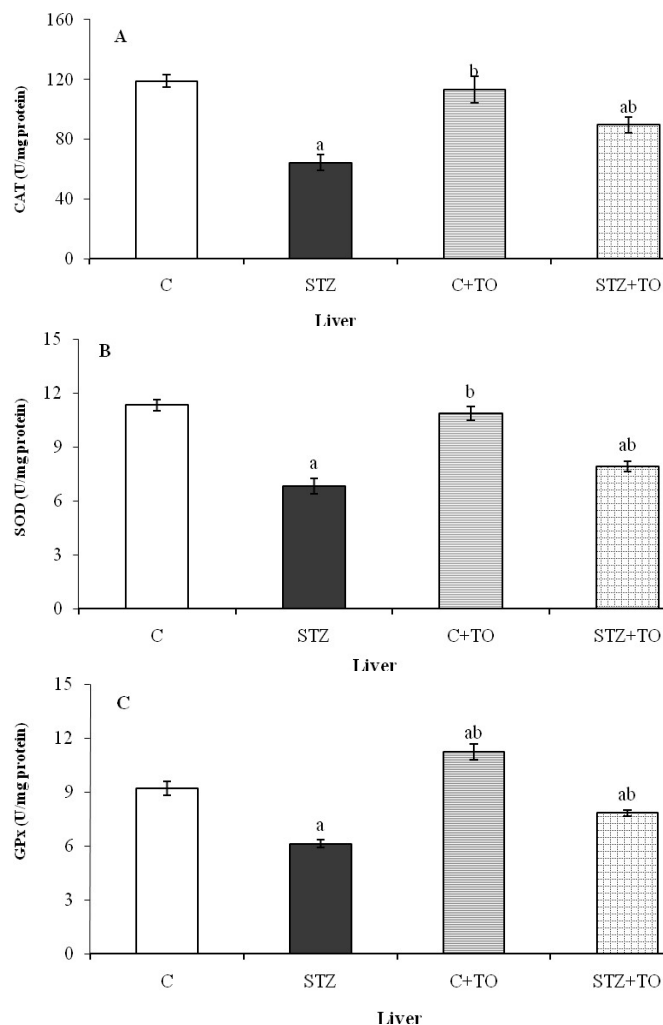 160
A
120
80
40
0
CAT (U/mg protein)
a
b
ab
C STZ C+TO STZ+TO
Liver
15
B
12
9
6
3
0
SOD (U/mg protein)
a
b
ab
C STZ C+TO STZ+TO
Liver
15
C
12
9
6
3
0
GPx (U/mg protein)
a
ab
ab
C STZ C+TO STZ+TO
Liver